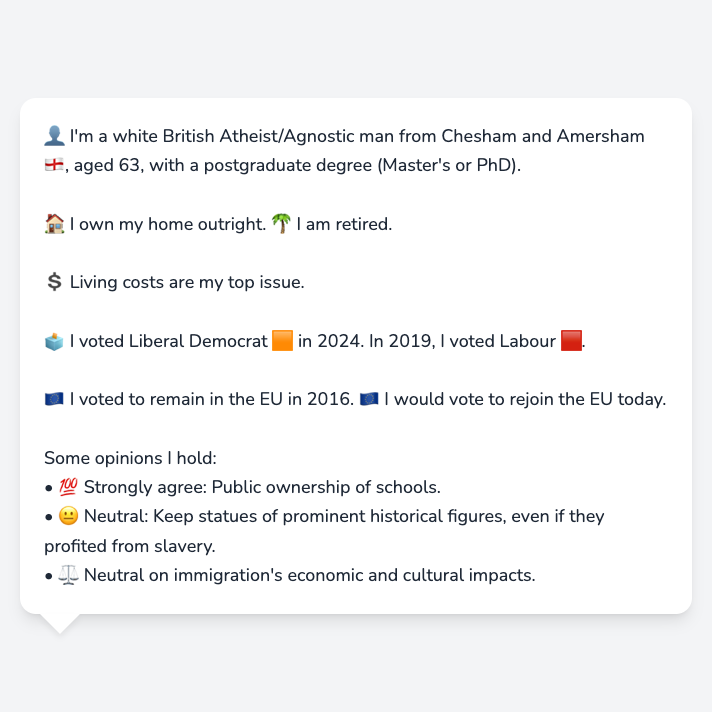 👤 I'm a white British Atheist/Agnostic man from Chesham and Amersham
🏴󠁧󠁢󠁥󠁮󠁧󠁿, aged 63, with a postgraduate degree (Master's or PhD).
🏠 I own my home outright. 🌴 I am retired.
💲 Living costs are my top issue.
🗳️ I voted Liberal Democrat 🟧 in 2024. In 2019, I voted Labour 🟥.
🇪🇺 I voted to remain in the EU in 2016. 🇪🇺 I would vote to rejoin the EU today.
Some opinions I hold:
• 💯 Strongly agree: Public ownership of schools.
• 😐 Neutral: Keep statues of prominent historical figures, even if they
profited from slavery.
• ⚖️ Neutral on immigration's economic and cultural impacts.